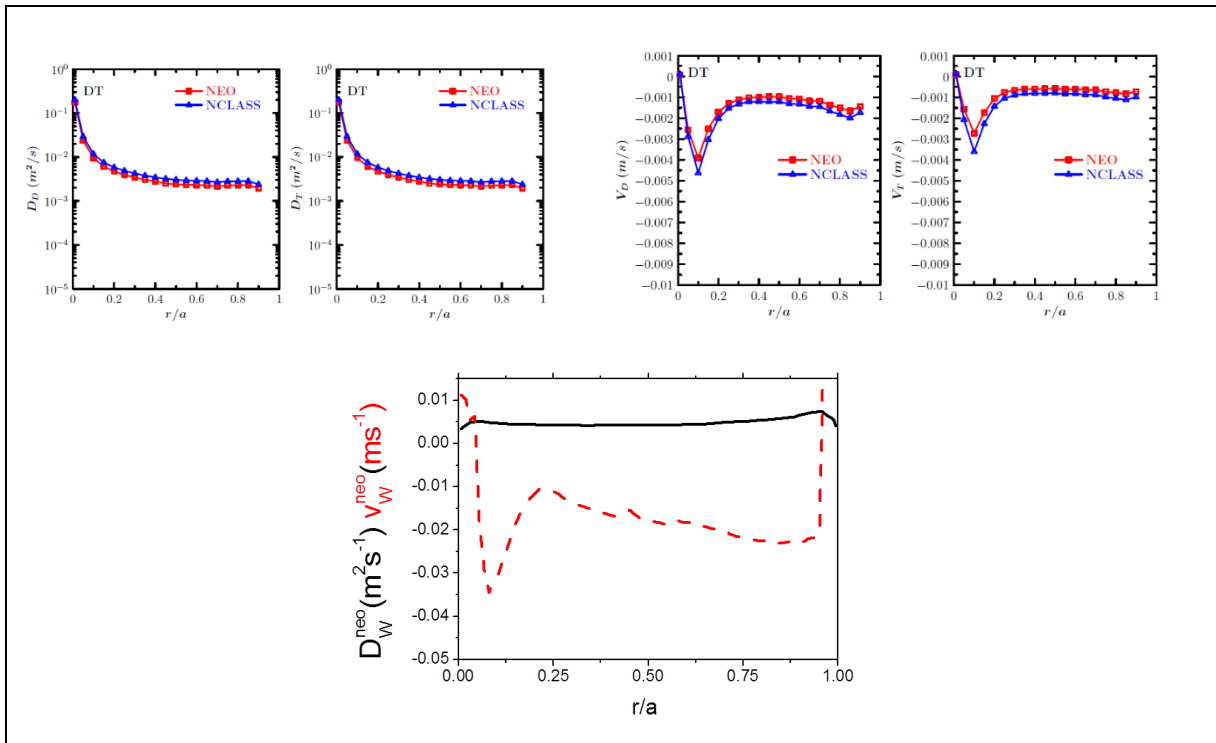 10⁰
10⁻¹
10⁻²
10⁻³
10⁻⁴
10⁻⁵
D_D (m²/s)
DT
NEO
NCLASS
0 0.2 0.4 0.6 0.8 1
r/a
10⁰
10⁻¹
10⁻²
10⁻³
10⁻⁴
10⁻⁵
D_T (m²/s)
DT
NEO
NCLASS
0 0.2 0.4 0.6 0.8 1
r/a
0.001
0
−0.001
−0.002
−0.003
−0.004
−0.005
−0.006
−0.007
−0.008
−0.009
−0.01
V_D (m/s)
DT
NEO
NCLASS
0 0.2 0.4 0.6 0.8 1
r/a
0.001
0
−0.001
−0.002
−0.003
−0.004
−0.005
−0.006
−0.007
−0.008
−0.009
−0.01
V_T (m/s)
DT
NEO
NCLASS
0 0.2 0.4 0.6 0.8 1
r/a
D_W^neo(m²s⁻¹) v_W^neo(ms⁻¹)
0.01
0.00
-0.01
-0.02
-0.03
-0.04
-0.05
0.00 0.25 0.50 0.75 1.00
r/a